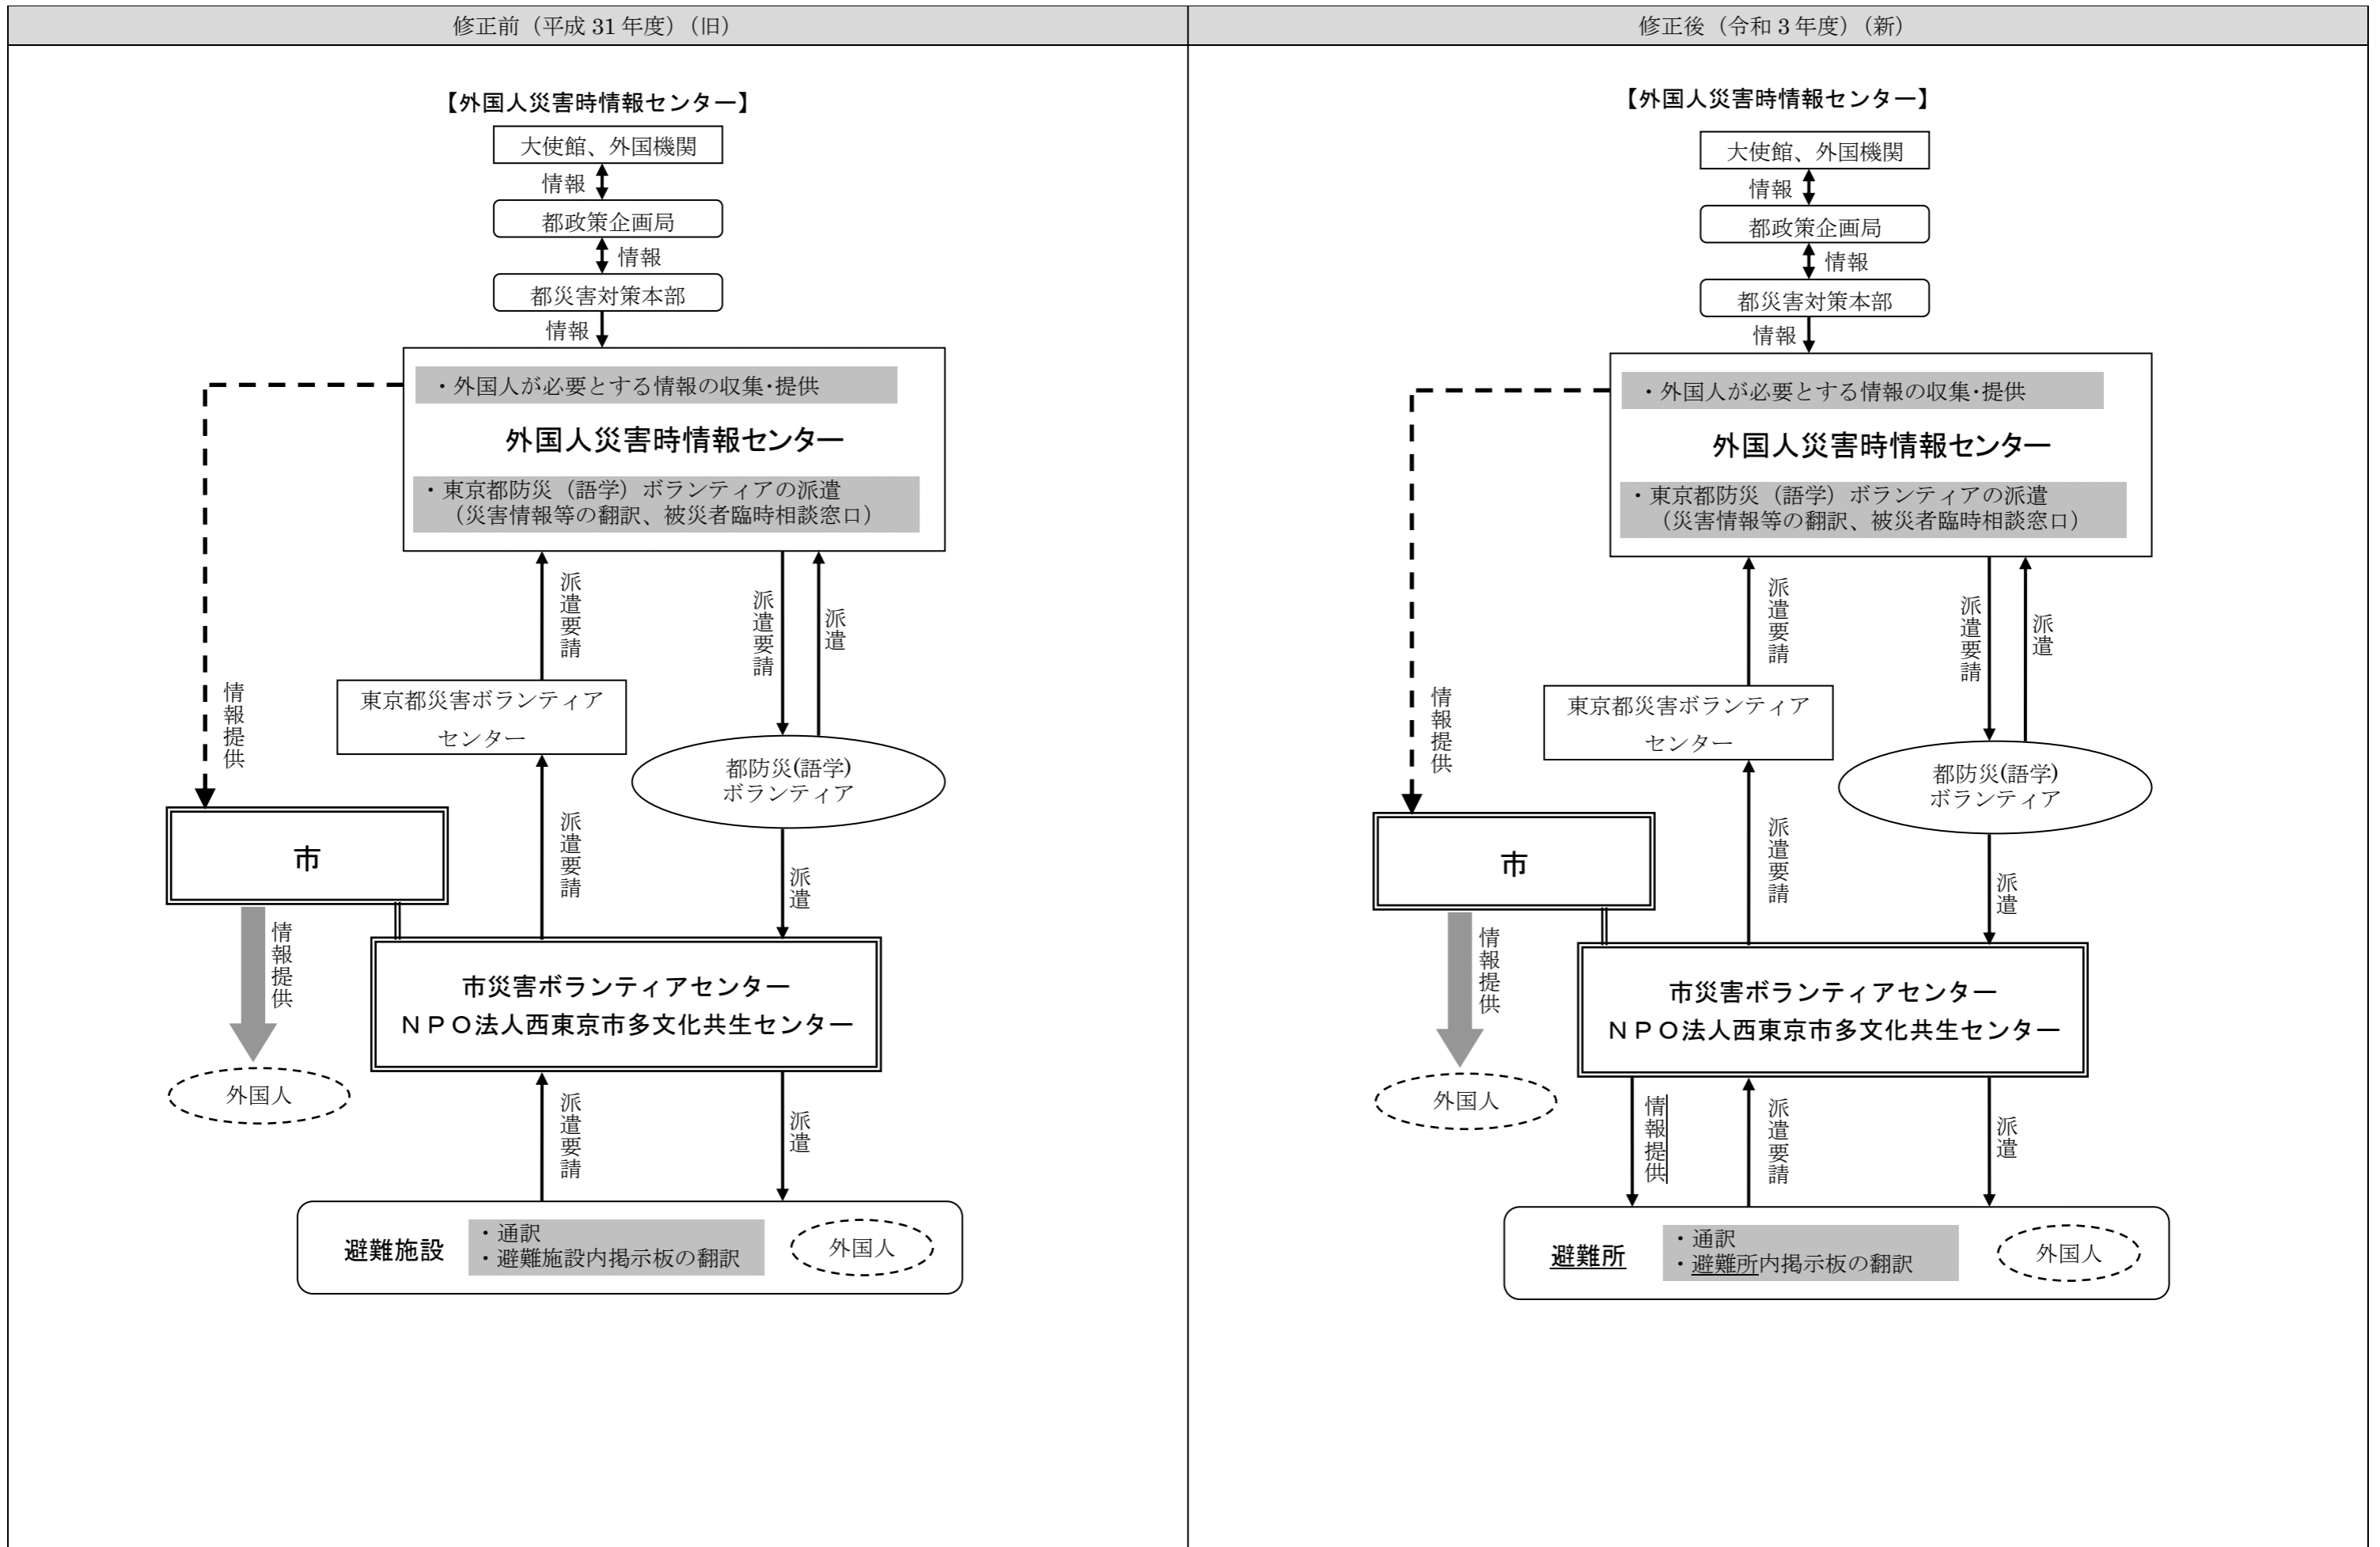 修正前（平成 31 年度）（旧）
【外国人災害時情報センター】
大使館、外国機関
情報
都政策企画局
情報
都災害対策本部
情報
・外国人が必要とする情報の収集･提供
外国人災害時情報センター
・東京都防災（語学）ボランティアの派遣
（災害情報等の翻訳、被災者臨時相談窓口）
派遣要請
派遣要請
派遣
情報提供
東京都災害ボランティア
センター
都防災(語学)
ボランティア
市
派遣要請
派遣
情報提供
市災害ボランティアセンター
ＮＰＯ法人西東京市多文化共生センター
外国人
派遣要請
派遣
避難施設
・通訳
・避難施設内掲示板の翻訳
外国人
修正後（令和 3 年度）（新）
【外国人災害時情報センター】
大使館、外国機関
情報
都政策企画局
情報
都災害対策本部
情報
・外国人が必要とする情報の収集･提供
外国人災害時情報センター
・東京都防災（語学）ボランティアの派遣
（災害情報等の翻訳、被災者臨時相談窓口）
派遣要請
派遣要請
派遣
情報提供
東京都災害ボランティア
センター
都防災(語学)
ボランティア
市
派遣要請
派遣
情報提供
市災害ボランティアセンター
ＮＰＯ法人西東京市多文化共生センター
外国人
情報提供
派遣要請
派遣
避難所
・通訳
・避難所内掲示板の翻訳
外国人